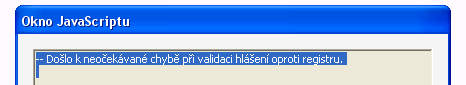 Okno JavaScriptu
-- Došlo k neočekávané chybě při validaci hlášení oproti registru.